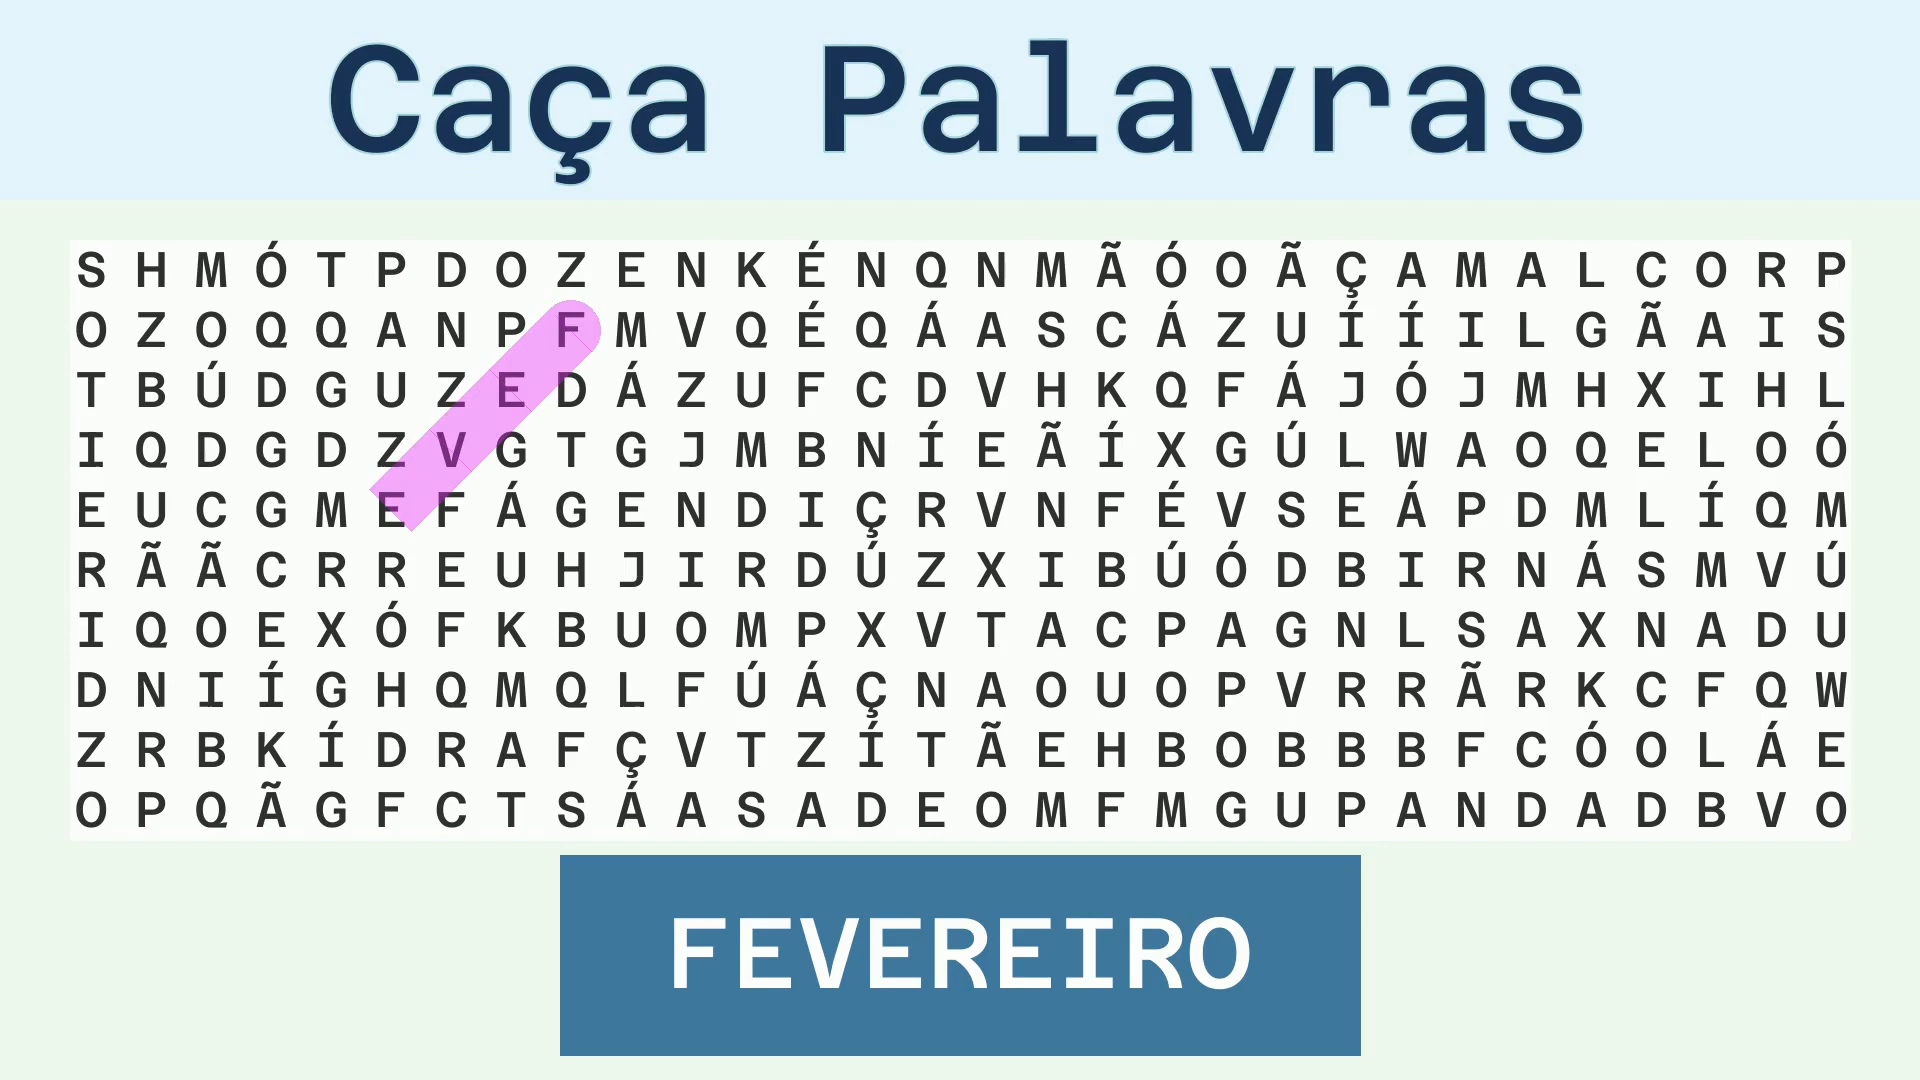 Caça Palavras
S H M Ó T P D O Z E N K É N Q N M Ã Ó O Ã Ç A M A L C O R P
O Z O Q Q A N P F M V Q É Q Á A S C Á Z U Í Í I L G Ã A I S
T B Ú D G U Z E D Á Z U F C D V H K Q F Á J Ó J M H X I H L
I Q D G D Z V G T G J M B N Í E Ã Í X G Ú L W A O Q E L O Ó
E U C G M E F Á G E N D I Ç R V N F É V S E Á P D M L Í Q M
R Ã Ã C R R E U H J I R D Ú Z X I B Ú Ó D B I R N Á S M V Ú
I Q O E X Ó F K B U O M P X V T A C P A G N L S A X N A D U
D N I Í G H Q M Q L F Ú Á Ç N A O U O P V R R Ã R K C F Q W
Z R B K Í D R A F Ç V T Z Í T Ã E H B O B B B F C Ó O L Á E
O P Q Ã G F C T S Á A S A D E O M F M G U P A N D A D B V O
FEVEREIRO